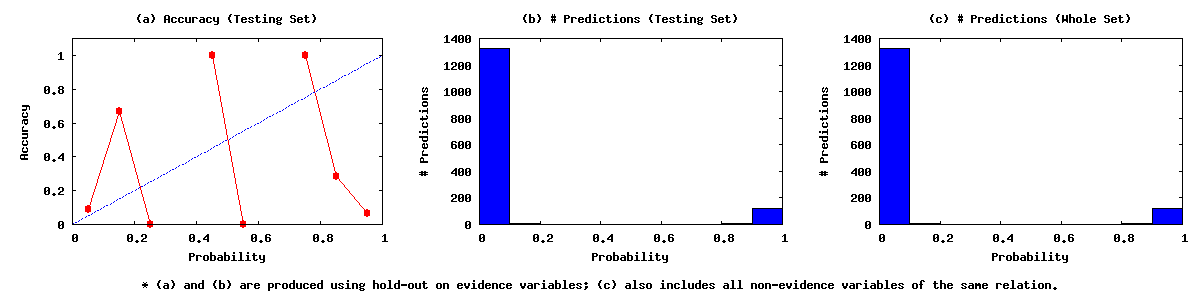 (a) Accuracy (Testing Set)
(b) # Predictions (Testing Set)
(c) # Predictions (Whole Set)
Accuracy
1
0.8
0.6
0.4
0.2
0
0 0.2 0.4 0.6 0.8 1
Probability
# Predictions
1400
1200
1000
800
600
400
200
0
0 0.2 0.4 0.6 0.8 1
Probability
# Predictions
1400
1200
1000
800
600
400
200
0
0 0.2 0.4 0.6 0.8 1
Probability
* (a) and (b) are produced using hold-out on evidence variables; (c) also includes all non-evidence variables of the same relation.